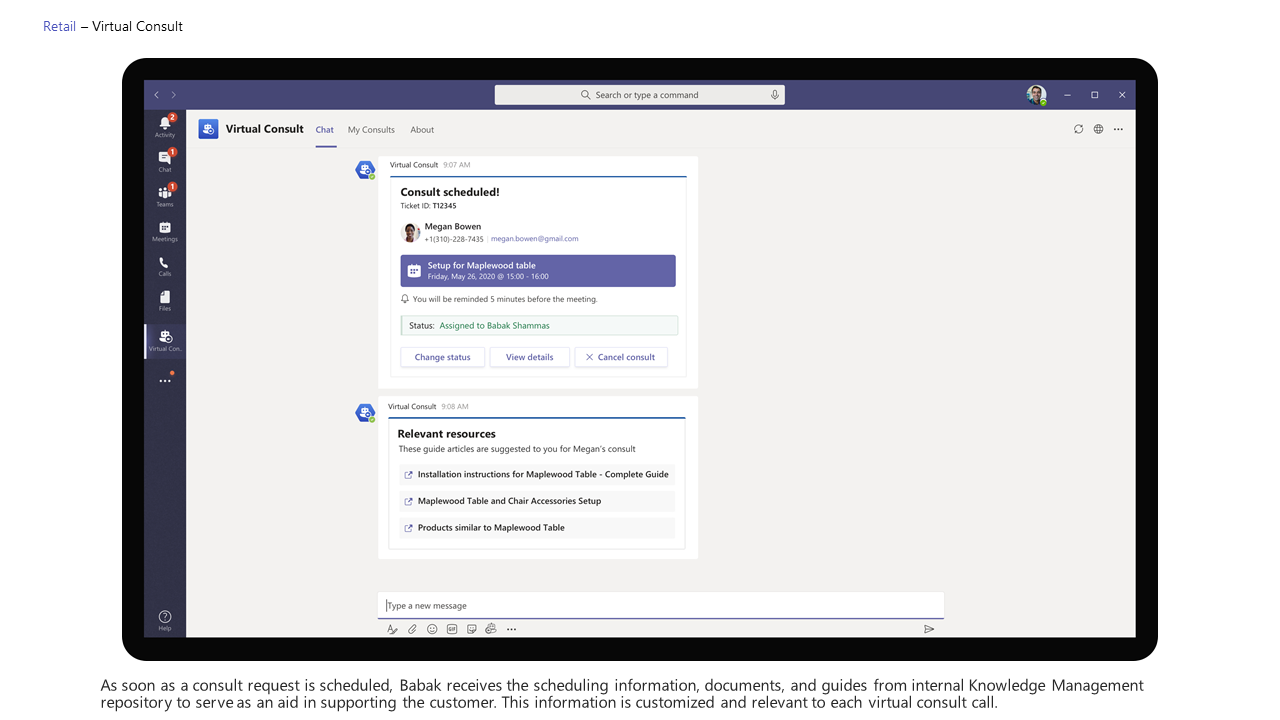 Retail – Virtual Consult
Search or type a command
Virtual Consult Chat My Consults About
2
Activity
1
Chat
1
Teams
Meetings
Calls
Files
Virtual Con..
Help
Virtual Consult 9:07 AM
Consult scheduled!
Ticket ID: T12345
Megan Bowen
+1(310)-228-7435 | megan.bowen@gmail.com
Setup for Maplewood table
Friday, May 26, 2020 @ 15:00 - 16:00
You will be reminded 5 minutes before the meeting.
Status: Assigned to Babak Shammas
Change status View details Cancel consult
Virtual Consult 9:08 AM
Relevant resources
These guide articles are suggested to you for Megan's consult
Installation instructions for Maplewood Table - Complete Guide
Maplewood Table and Chair Accessories Setup
Products similar to Maplewood Table
Type a new message
GIF
As soon as a consult request is scheduled, Babak receives the scheduling information, documents, and guides from internal Knowledge Management
repository to serve as an aid in supporting the customer. This information is customized and relevant to each virtual consult call.